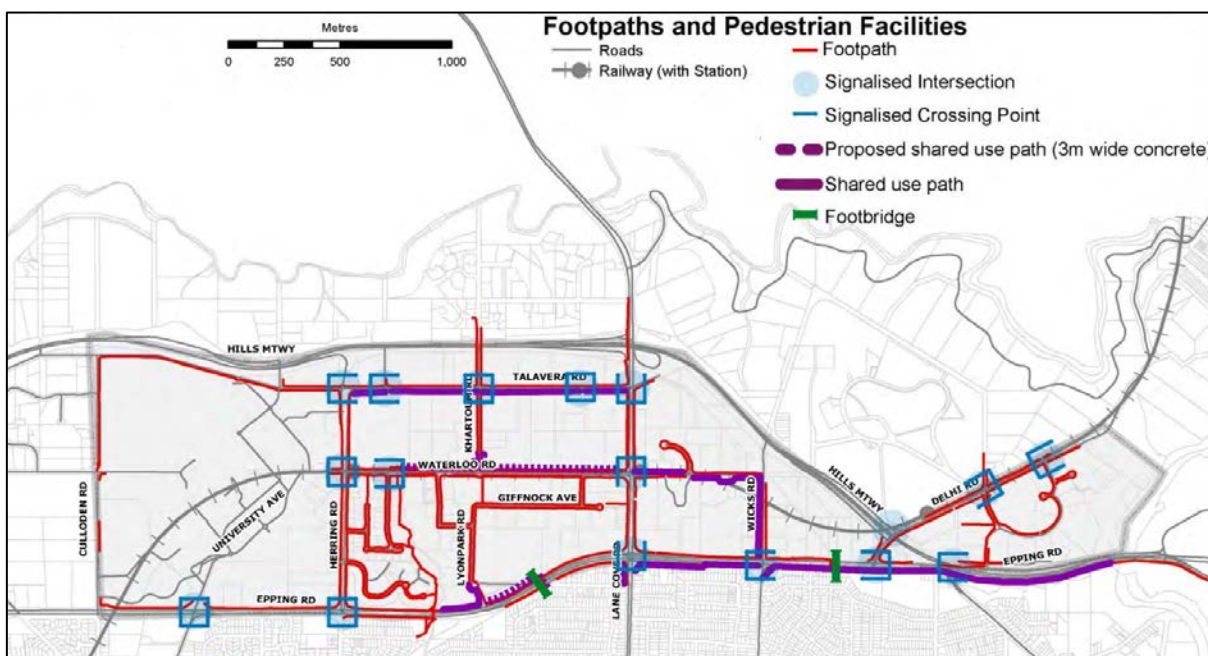 Footpaths and Pedestrian Facilities
Metres
0 250 500 1,000
Roads
Railway (with Station)
Footpath
Signalised Intersection
Signalised Crossing Point
Proposed shared use path (3m wide concrete)
Shared use path
Footbridge
HILLS MTWY
TALAVERA RD
KHARTOUM RD
WATERLOO RD
GIFFNOCK AVE
CULLODEN RD
UNIVERSITY AVE
HERRING RD
LYONPARK RD
LANE COVE RD
WICKS RD
HILLS MTWY
DELHI RD
EPPING RD
EPPING RD